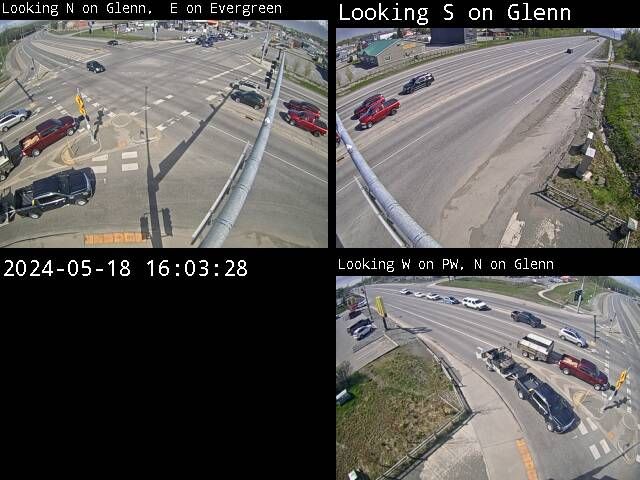 Looking N on Glenn, E on Evergreen
Looking S on Glenn
2024-05-18 16:03:28
Looking W on PW, N on Glenn